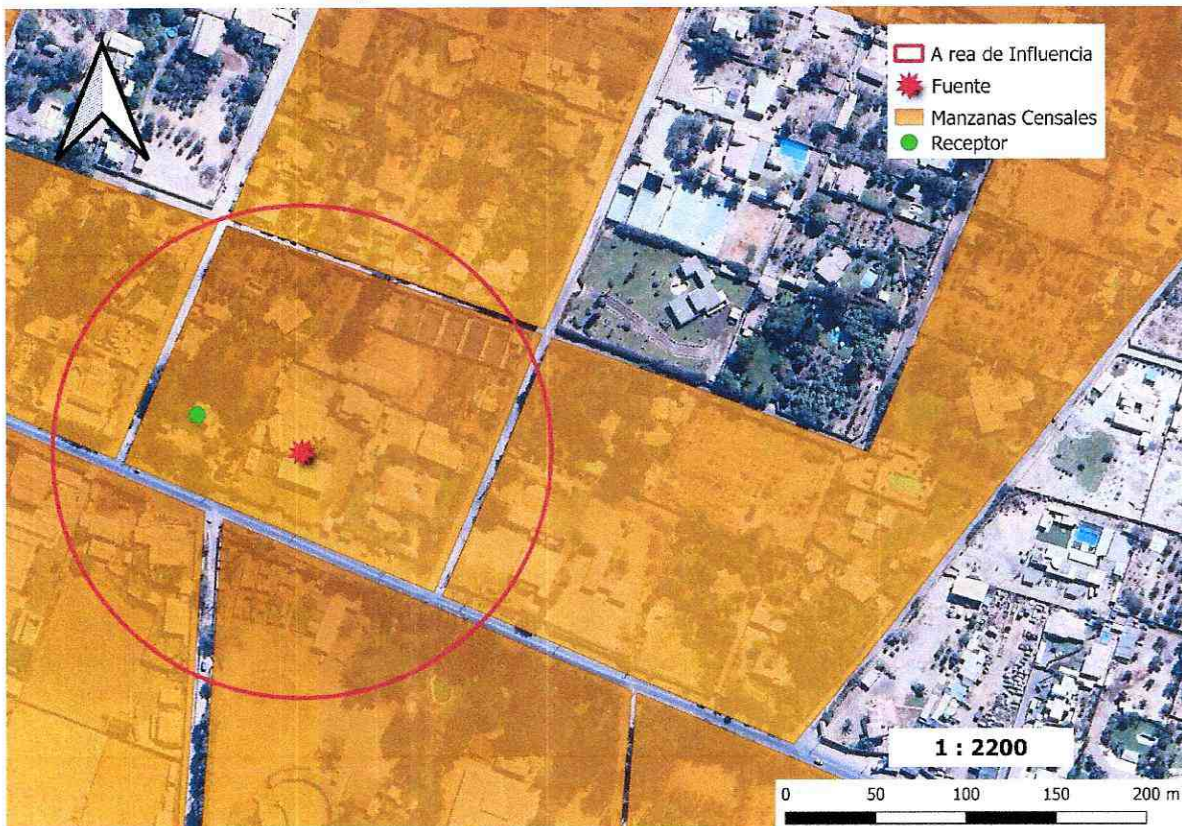 A rea de Influencia
Fuente
Manzanas Censales
Receptor
1 : 2200
0 50 100 150 200 m